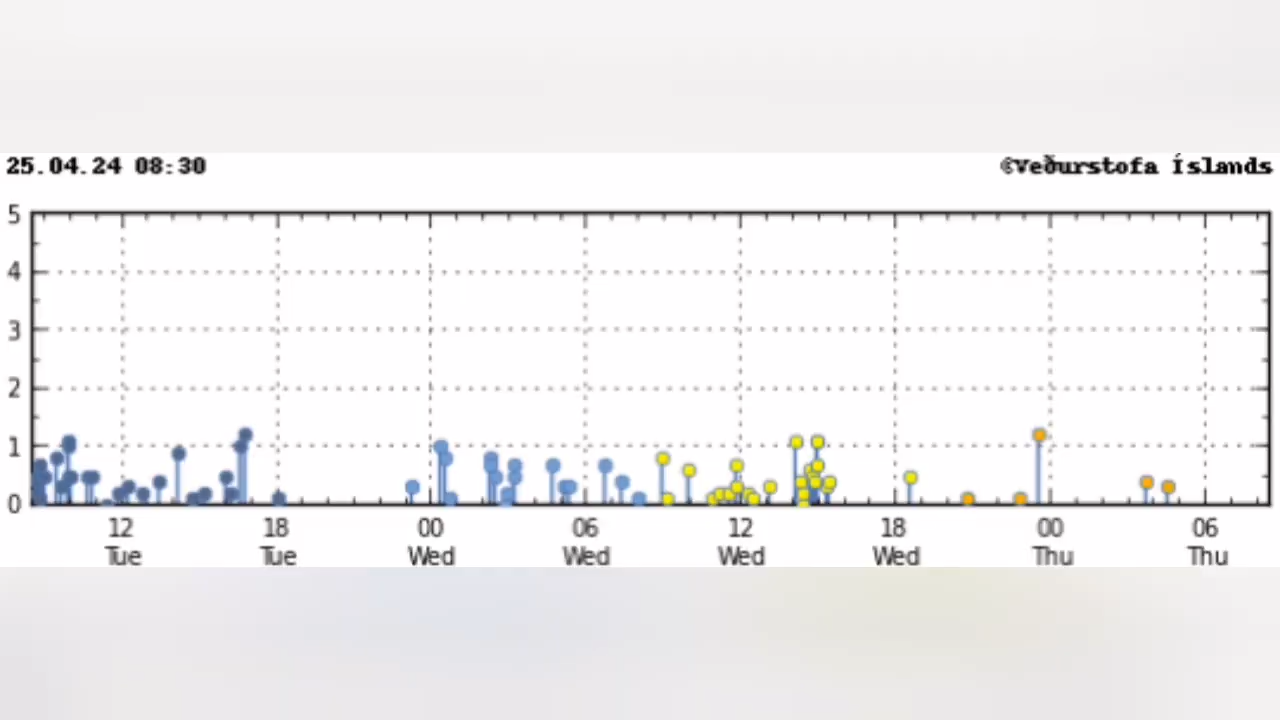 25.04.24 08:30 ©Veðurstofa Íslands
5
4
3
2
1
0
12 18 00 06 12 18 00 06
Tue Tue Wed Wed Wed Wed Thu Thu